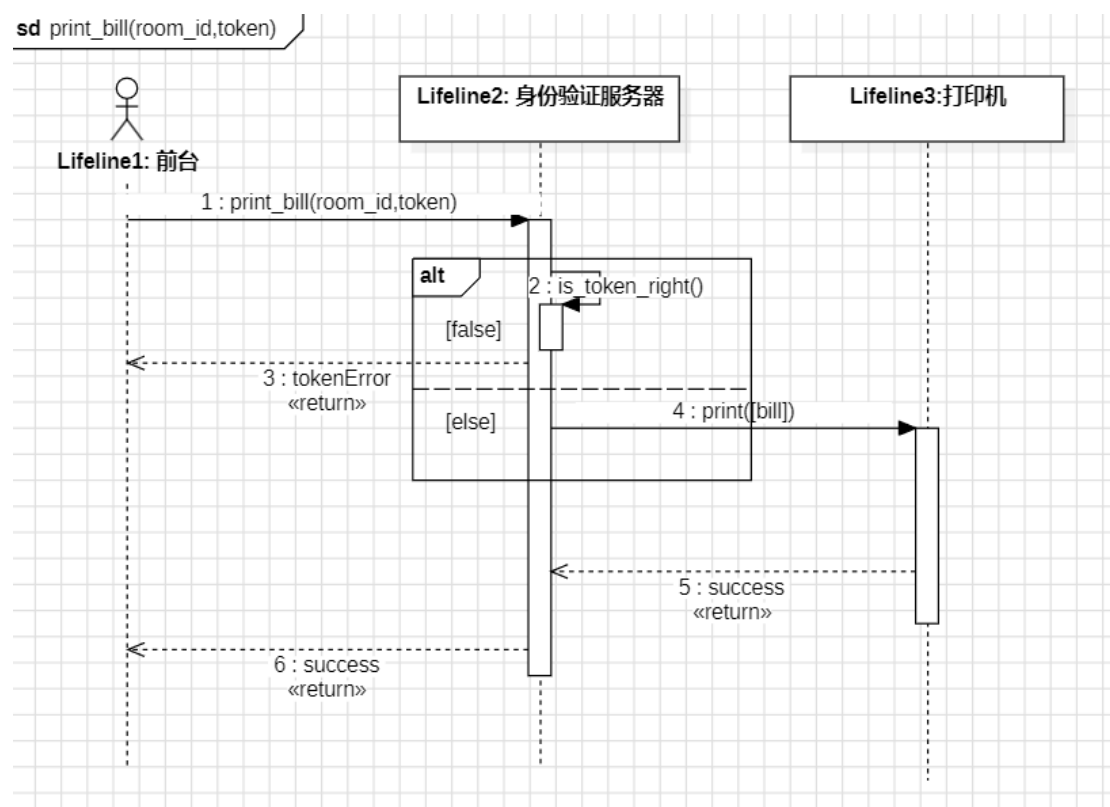 sd print_bill(room_id,token)
Lifeline2: 身份验证服务器
Lifeline3:打印机
Lifeline1: 前台
1 : print_bill(room_id,token)
alt
2 : is_token_right()
[false]
3 : tokenError
«return»
[else]
4 : print([bill])
5 : success
«return»
6 : success
«return»